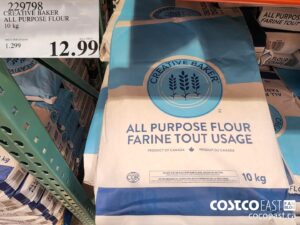 229798
CREATIVE BAKER
ALL PURPOSE FLOUR
10 kg
1.299
12.99
CREATIVE BAKER
ALL PURPOSE FLOUR
FARINE TOUT USAGE
PRODUCT OF CANADA
PRODUIT DU CANADA
COR
10 kg
COSTCO EAST
cocoeast.ca